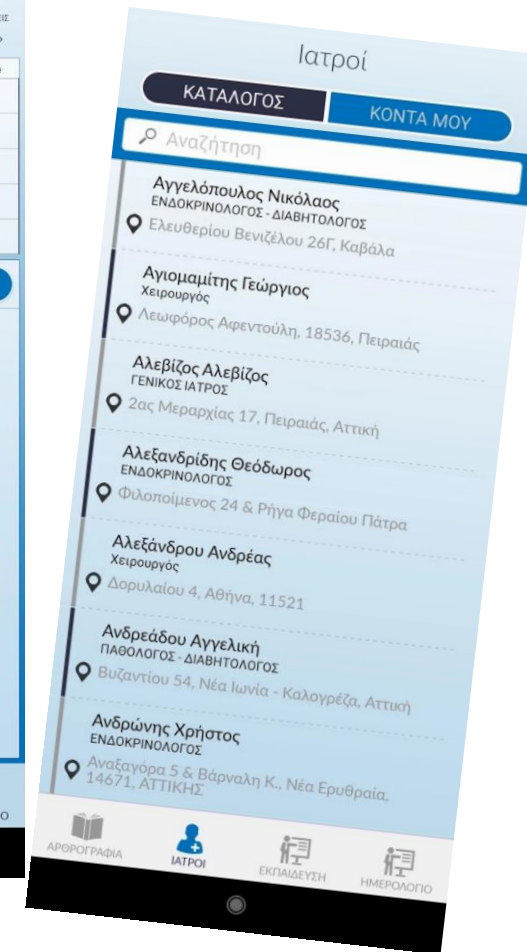 Ιατροί
ΚΑΤΑΛΟΓΟΣ
ΚΟΝΤΑ ΜΟΥ
Αναζήτηση
Αγγελόπουλος Νικόλαος
ΕΝΔΟΚΡΙΝΟΛΟΓΟΣ - ΔΙΑΒΗΤΟΛΟΓΟΣ
Ελευθερίου Βενιζέλου 26Γ, Καβάλα
Αγιομαμίτης Γεώργιος
Χειρουργός
Λεωφόρος Αφεντούλη, 18536, Πειραιάς
Αλεβίζος Αλεβίζος
ΓΕΝΙΚΟΣ ΙΑΤΡΟΣ
2ας Μεραρχίας 17, Πειραιάς, Αττική
Αλεξανδρίδης Θεόδωρος
ΕΝΔΟΚΡΙΝΟΛΟΓΟΣ
Φιλοποίμενος 24 & Ρήγα Φεραίου Πάτρα
Αλεξάνδρου Ανδρέας
Χειρουργός
Δορυλαίου 4, Αθήνα, 11521
Ανδρεάδου Αγγελική
ΠΑΘΟΛΟΓΟΣ - ΔΙΑΒΗΤΟΛΟΓΟΣ
Βυζαντίου 54, Νέα Ιωνία - Καλογρέζα, Αττική
Ανδρώνης Χρήστος
ΕΝΔΟΚΡΙΝΟΛΟΓΟΣ
Αναξαγόρα 5 & Βάρναλη Κ., Νέα Ερυθραία,
14671, ΑΤΤΙΚΗΣ
ΑΡΘΡΟΓΡΑΦΙΑ
ΙΑΤΡΟΙ
ΕΚΠΑΙΔΕΥΣΗ
ΗΜΕΡΟΛΟΓΙΟ